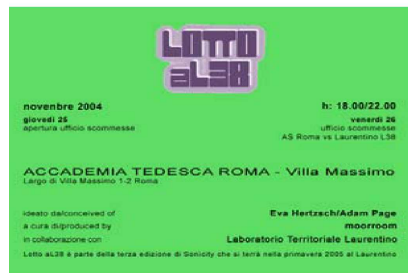 LOTTO
aL38
novenbre 2004
h: 18.00/22.00
giovedì 25
apertura ufficio scommesse
venerdì 26
ufficio scommesse
AS Roma vs Laurentino L38
ACCADEMIA TEDESCA ROMA - Villa Massimo
Largo di Villa Massimo 1-2 Roma
ideato da/conceived of
Eva Hertzsch/Adam Page
a cura di/produced by
moorroom
in collaborazione con
Laboratorio Territoriale Laurentino
Lotto aL38 è parte della terza edizione di Sonicity che si terrà nella primavera 2005 al Laurentino